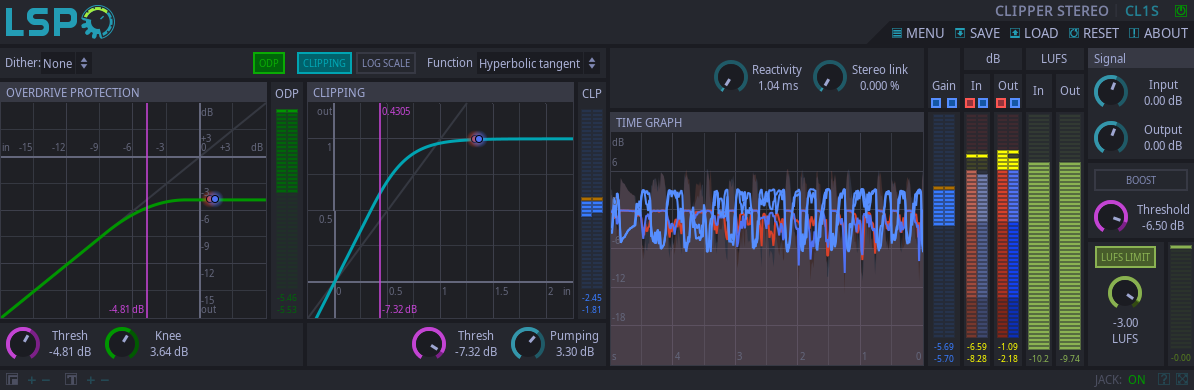 LSP
CLIPPER STEREO CL1S
MENU SAVE LOAD RESET ABOUT
Dither: None ODP CLIPPING LOG SCALE Function Hyperbolic tangent
Reactivity
1.04 ms
Stereo link
0.000 %
Gain
dB
In Out
LUFS
In Out
Signal
Input
0.00 dB
Output
0.00 dB
BOOST
Threshold
-6.50 dB
LUFS LIMIT
-3.00
LUFS
OVERDRIVE PROTECTION
dB
+3
in -15 -12 -9 -6 -3 0 +3 dB
-3
-6
-9
-12
-15
out
-4.81 dB
ODP
-5.53
CLIPPING
out
0.4305
1
0.5
0 0.5 1 1.5 2 in
-7.32 dB
CLP
-2.45
-1.81
TIME GRAPH
dB
6
-6
-12
-18
s 4 3 2 1 0
-5.69
-5.70
-6.59
-8.28
-1.09
-2.18
-10.2
-9.74
-0.00
Thresh
-4.81 dB
Knee
3.64 dB
Thresh
-7.32 dB
Pumping
3.30 dB
JACK: ON